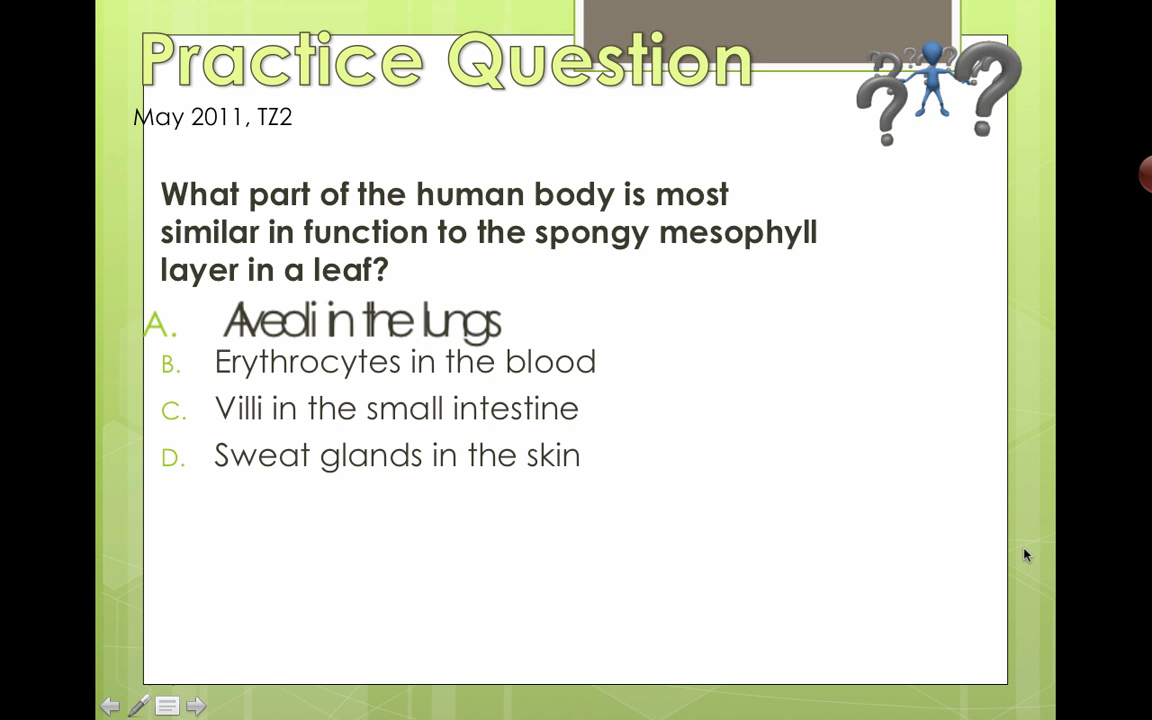 Practice Question
May 2011, TZ2
What part of the human body is most
similar in function to the spongy mesophyll
layer in a leaf?
A. Alveoli in the lungs
B. Erythrocytes in the blood
C. Villi in the small intestine
D. Sweat glands in the skin